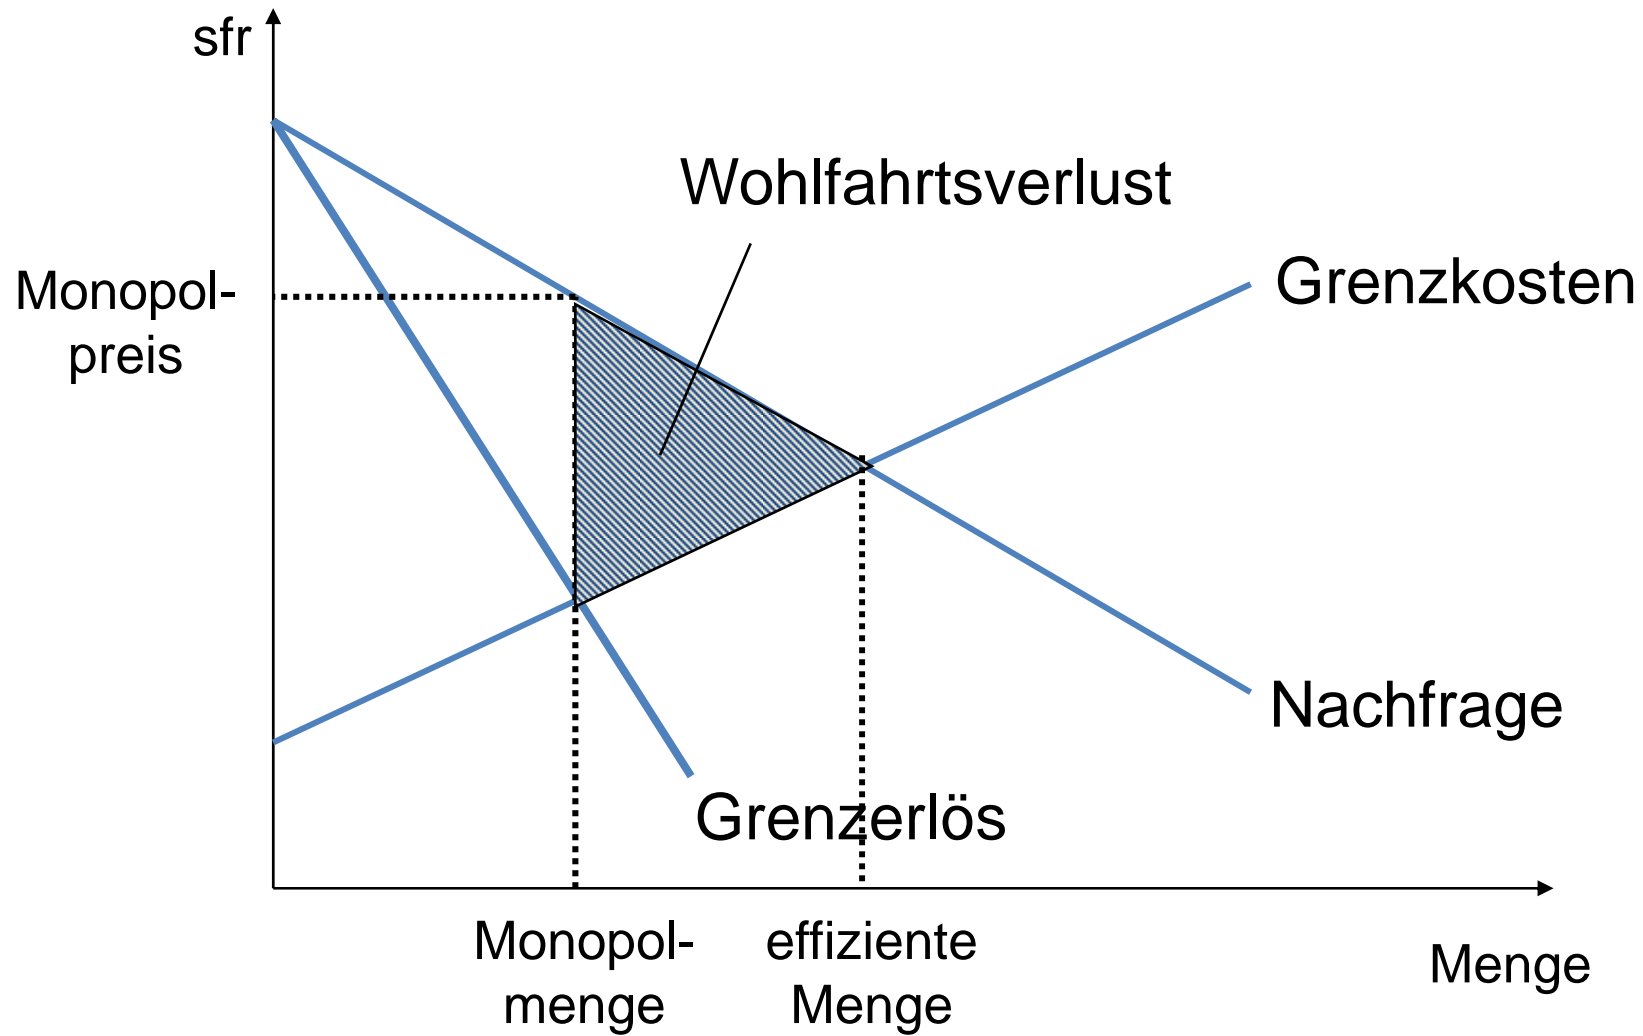 sfr
Wohlfahrtsverlust
Grenzkosten
Monopol-
preis
Nachfrage
Grenzerlös
Monopol-
menge
effiziente
Menge
Menge